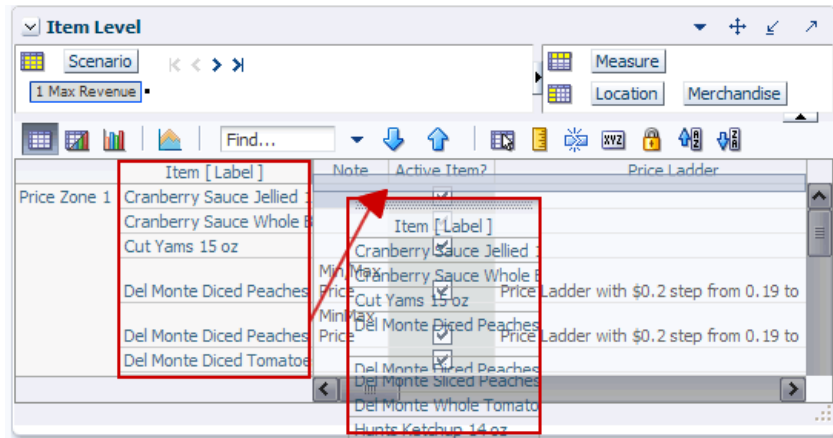 Item Level
Scenario
1 Max Revenue
Measure
Location Merchandise
Find...
XYZ
Item [ Label ] Note Active Item? Price Ladder
Price Zone 1 Cranberry Sauce Jellied 1
Cranberry Sauce Whole B
Cut Yams 15 oz
Del Monte Diced Peaches Min/Max Price Price Ladder with $0.2 step from 0.19 to
Del Monte Diced Peaches MinMax Price Price Ladder with $0.2 step from 0.19 to
Del Monte Diced Tomatoe
Item [ Label ]
Cranberry Sauce Jellied 1
Cranberry Sauce Whole B
Cut Yams 15 oz
Del Monte Diced Peaches
Del Monte Diced Peaches
Del Monte Sliced Peaches
Del Monte Whole Tomato
Hunts Ketchup 14 oz